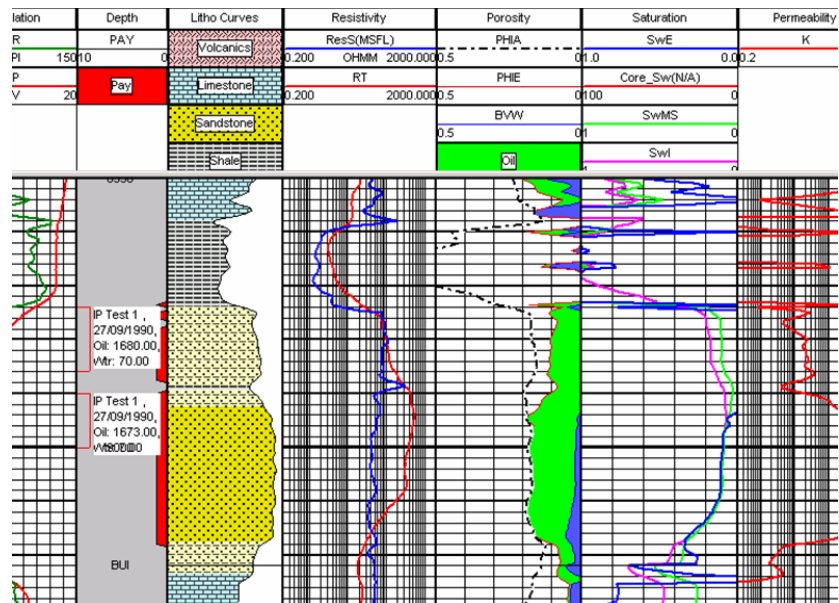 lation Depth Litho Curves Resistivity Porosity Saturation Permeability
R PAY Volcanics ResS(MSFL) PHIA SwE K
PI 150 10 0 0.200 OHMM 2000.000 0.5 0 1.0 0.0 0.2
P Pay Limestone RT PHIE Core_Sw(N/A)
V 20 0.200 2000.000 0.5 0 100 0
Sandstone BVW SwMS
0.5 0 1 0.
Shale Oil SwI
1 0.
IP Test 1 ,
27/09/1990,
Oil: 1680.00,
Wtr: 70.00
IP Test 1 ,
27/09/1990,
Oil: 1673.00,
BUI